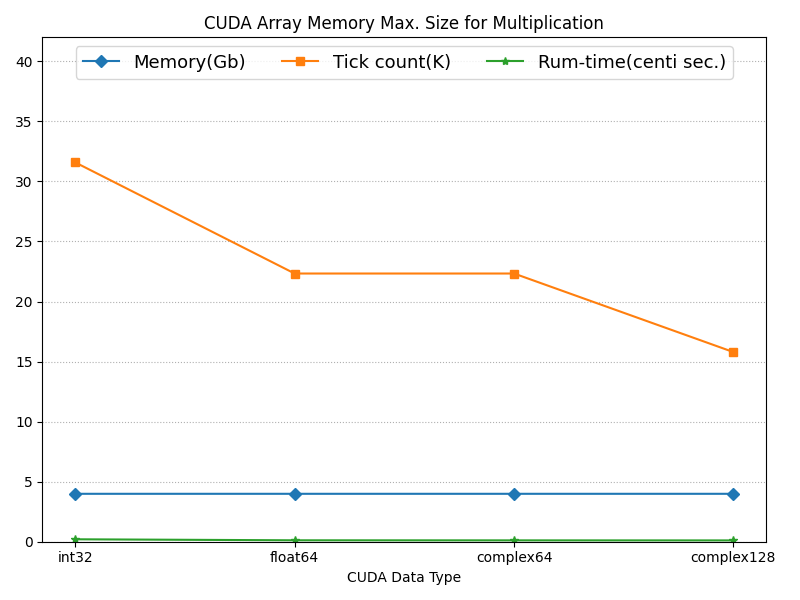 CUDA Array Memory Max. Size for Multiplication
Memory(Gb) Tick count(K) Rum-time(centi sec.)
40
35
30
25
20
15
10
5
0
int32 float64 complex64 complex128
CUDA Data Type